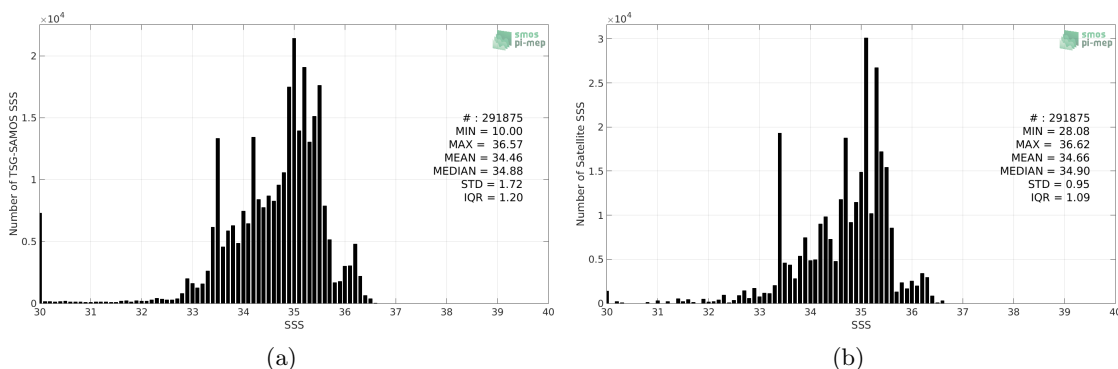 ×10⁴
smos
pi-mep
2
1.5
1
0.5
0
Number of TSG-SAMOS SSS
# : 291875
MIN = 10.00
MAX = 36.57
MEAN = 34.46
MEDIAN = 34.88
STD = 1.72
IQR = 1.20
30 31 32 33 34 35 36 37 38 39 40
SSS
(a)
×10⁴
smos
pi-mep
3
2.5
2
1.5
1
0.5
0
Number of Satellite SSS
# : 291875
MIN = 28.08
MAX = 36.62
MEAN = 34.66
MEDIAN = 34.90
STD = 0.95
IQR = 1.09
30 31 32 33 34 35 36 37 38 39 40
SSS
(b)